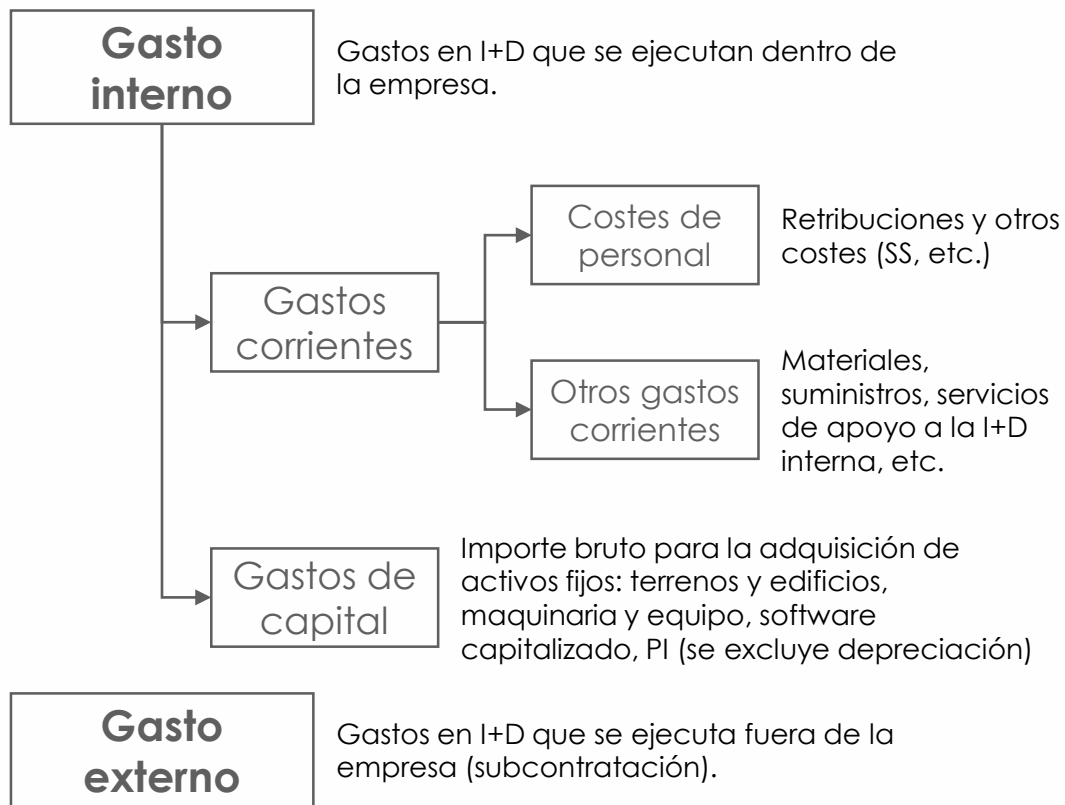 Gasto
interno
Gastos en I+D que se ejecutan dentro de
la empresa.
Costes de
personal
Retribuciones y otros
costes (SS, etc.)
Gastos
corrientes
Otros gastos
corrientes
Materiales,
suministros, servicios
de apoyo a la I+D
interna, etc.
Gastos de
capital
Importe bruto para la adquisición de
activos fijos: terrenos y edificios,
maquinaria y equipo, software
capitalizado, PI (se excluye depreciación)
Gasto
externo
Gastos en I+D que se ejecuta fuera de la
empresa (subcontratación).